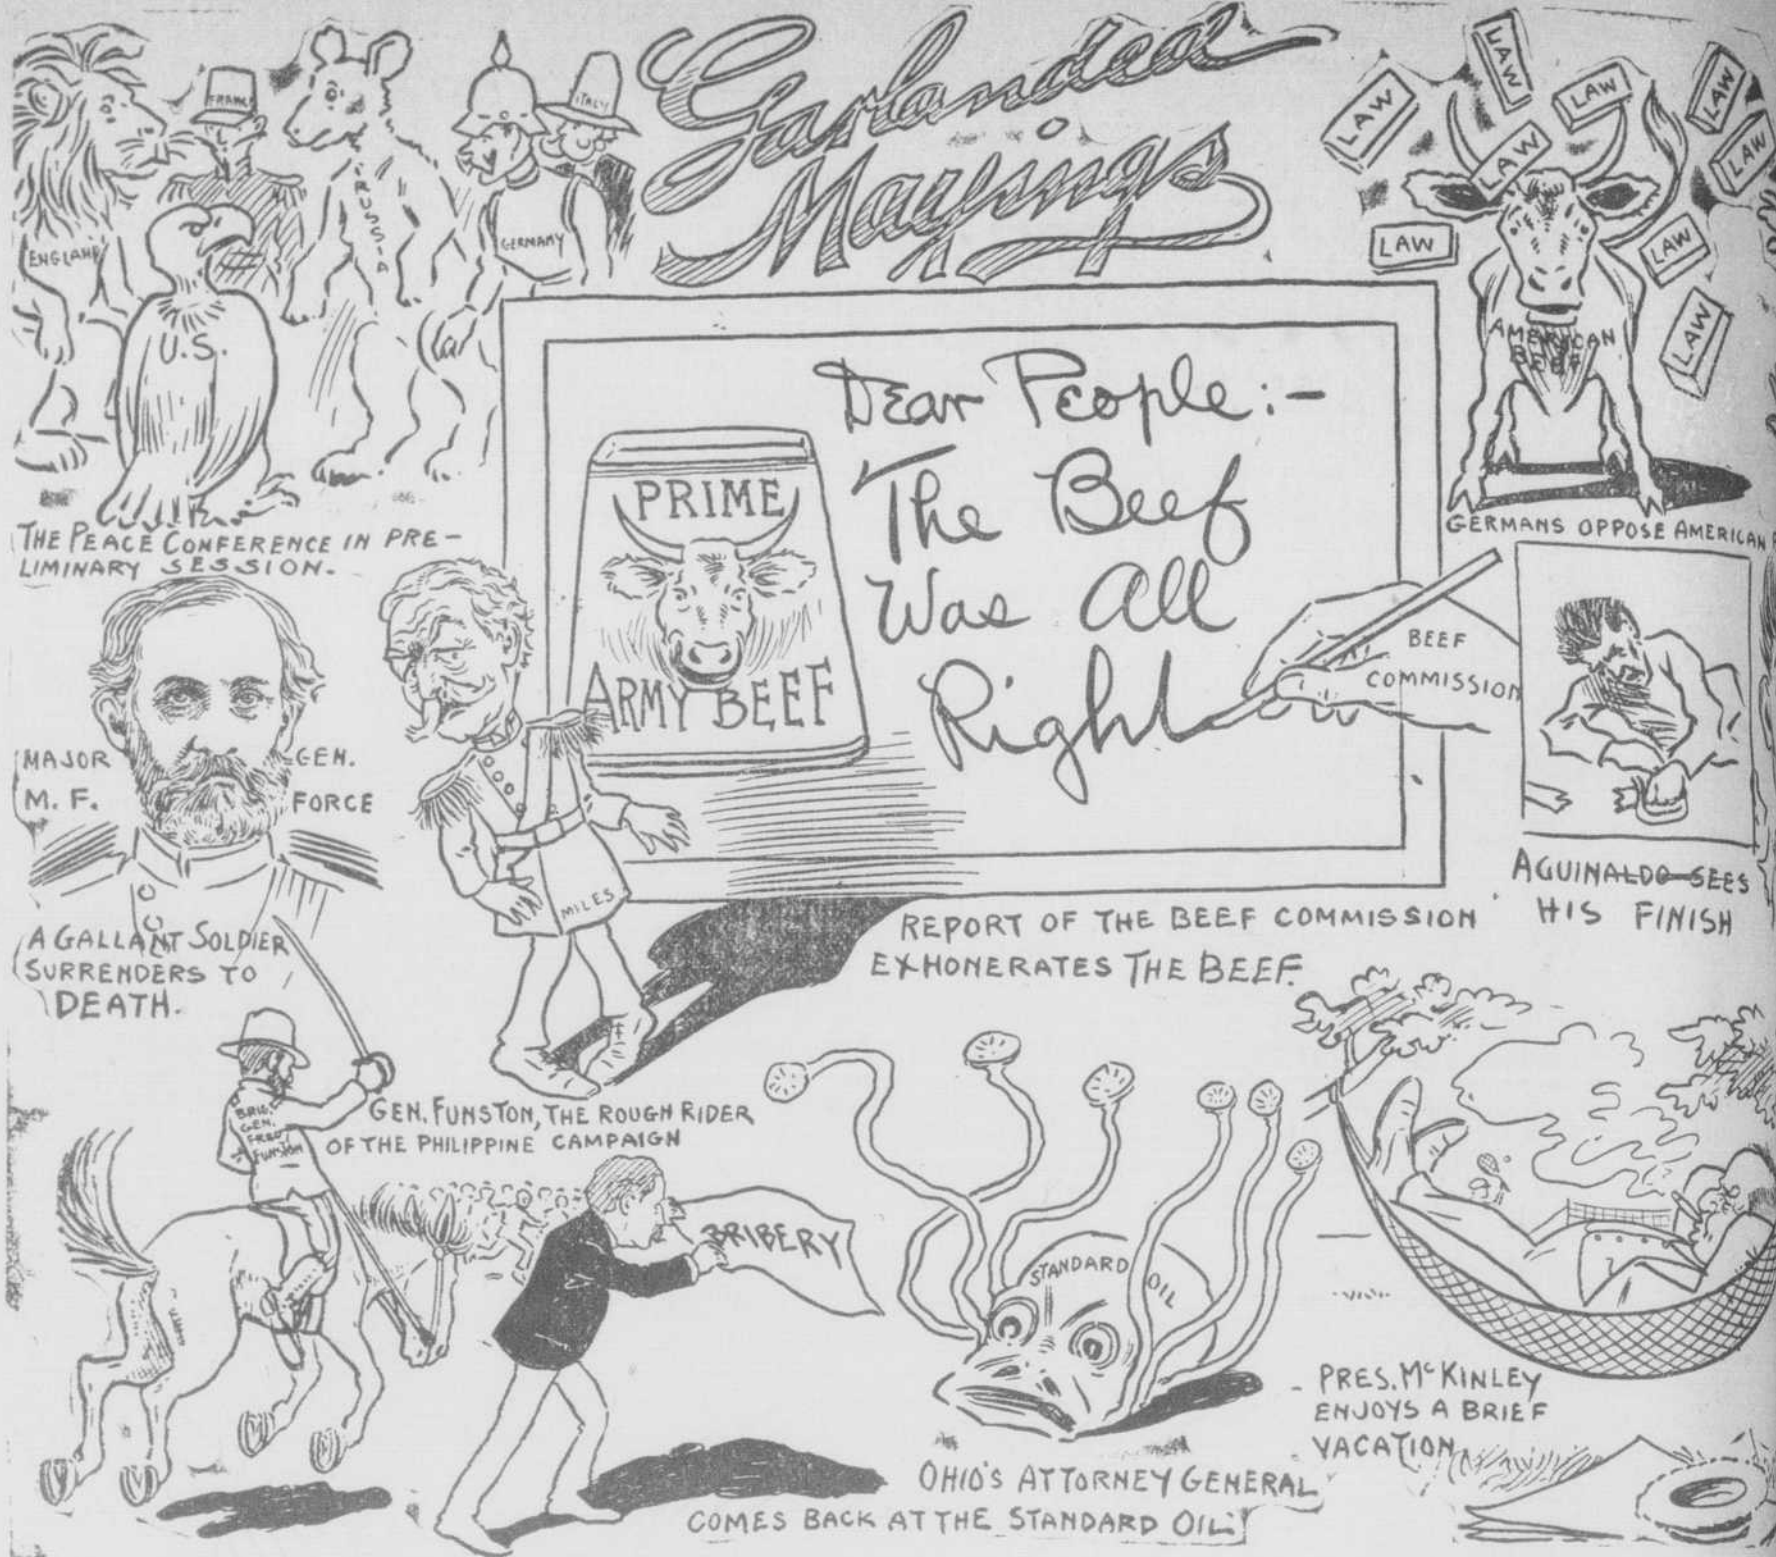 Garlanded
Mayings
ENGLAND
FRANCE
RUSSIA
GERMANY
ITALY
U.S.
THE PEACE CONFERENCE IN PRE-
LIMINARY SESSION.
LAW
LAW
LAW
LAW
LAW
LAW
LAW
LAW
LAW
AMERICAN
BEEF
GERMANS OPPOSE AMERICAN
Dear People:-
The Beef
Was All
Right
PRIME
ARMY BEEF
BEEF
COMMISSION
MILES
REPORT OF THE BEEF COMMISSION
EXHONERATES THE BEEF.
MAJOR GEN.
M. F. FORCE
A GALLANT SOLDIER
SURRENDERS TO
DEATH.
AGUINALDO SEES
HIS FINISH
BRIG.
GEN.
FRED
FUNSTON
GEN. FUNSTON, THE ROUGH RIDER
OF THE PHILIPPINE CAMPAIGN
BRIBERY
STANDARD OIL
OHIO'S ATTORNEY GENERAL
COMES BACK AT THE STANDARD OIL
PRES. McKINLEY
ENJOYS A BRIEF
VACATION